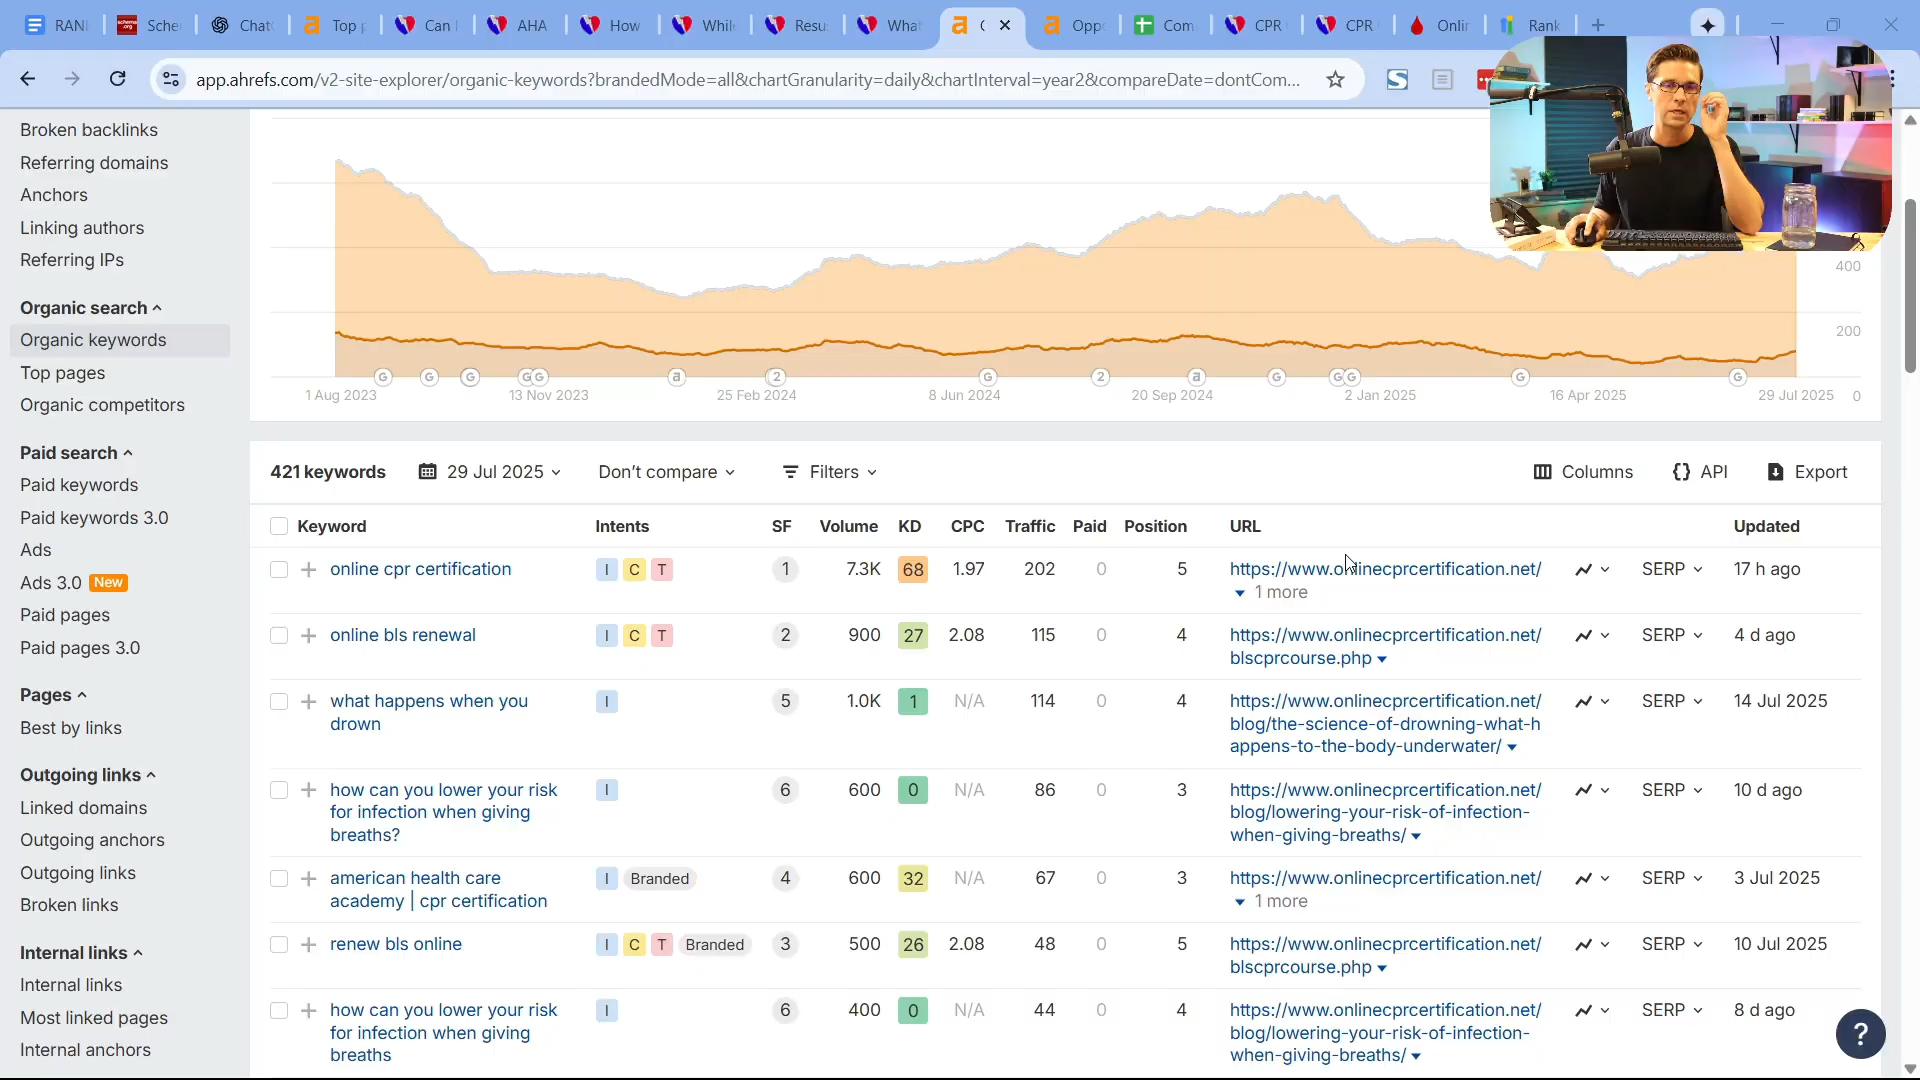 RANK
Sche
Chat
Top p
Can
AHA
How
While
Resu
What
Oppo
Com
CPR
CPR
Onlin
Rank
app.ahrefs.com/v2-site-explorer/organic-keywords?brandedMode=all&chartGranularity=daily&chartInterval=year2&compareDate=dontCom...
Broken backlinks
Referring domains
Anchors
Linking authors
Referring IPs
Organic search
Organic keywords
Top pages
Organic competitors
Paid search
Paid keywords
Paid keywords 3.0
Ads
Ads 3.0 New
Paid pages
Paid pages 3.0
Pages
Best by links
Outgoing links
Linked domains
Outgoing anchors
Outgoing links
Broken links
Internal links
Internal links
Most linked pages
Internal anchors
400
200
G G G G G a 2 G 2 a G G G G G
1 Aug 2023 13 Nov 2023 25 Feb 2024 8 Jun 2024 20 Sep 2024 2 Jan 2025 16 Apr 2025 29 Jul 2025 0
421 keywords 29 Jul 2025 Don't compare Filters Columns API Export
Keyword Intents SF Volume KD CPC Traffic Paid Position URL Updated
online cpr certification I C T 1 7.3K 68 1.97 202 0 5 https://www.onlinecprcertification.net/ SERP 17 h ago
1 more
online bls renewal I C T 2 900 27 2.08 115 0 4 https://www.onlinecprcertification.net/ SERP 4 d ago
blscprcourse.php
what happens when you I 5 1.0K 1 N/A 114 0 4 https://www.onlinecprcertification.net/ SERP 14 Jul 2025
drown blog/the-science-of-drowning-what-h
appens-to-the-body-underwater/
how can you lower your risk I 6 600 0 N/A 86 0 3 https://www.onlinecprcertification.net/ SERP 10 d ago
for infection when giving blog/lowering-your-risk-of-infection-
breaths? when-giving-breaths/
american health care I Branded 4 600 32 N/A 67 0 3 https://www.onlinecprcertification.net/ SERP 3 Jul 2025
academy | cpr certification 1 more
renew bls online I C T Branded 3 500 26 2.08 48 0 5 https://www.onlinecprcertification.net/ SERP 10 Jul 2025
blscprcourse.php
how can you lower your risk I 6 400 0 N/A 44 0 4 https://www.onlinecprcertification.net/ SERP 8 d ago
for infection when giving blog/lowering-your-risk-of-infection-
breaths when-giving-breaths/
?